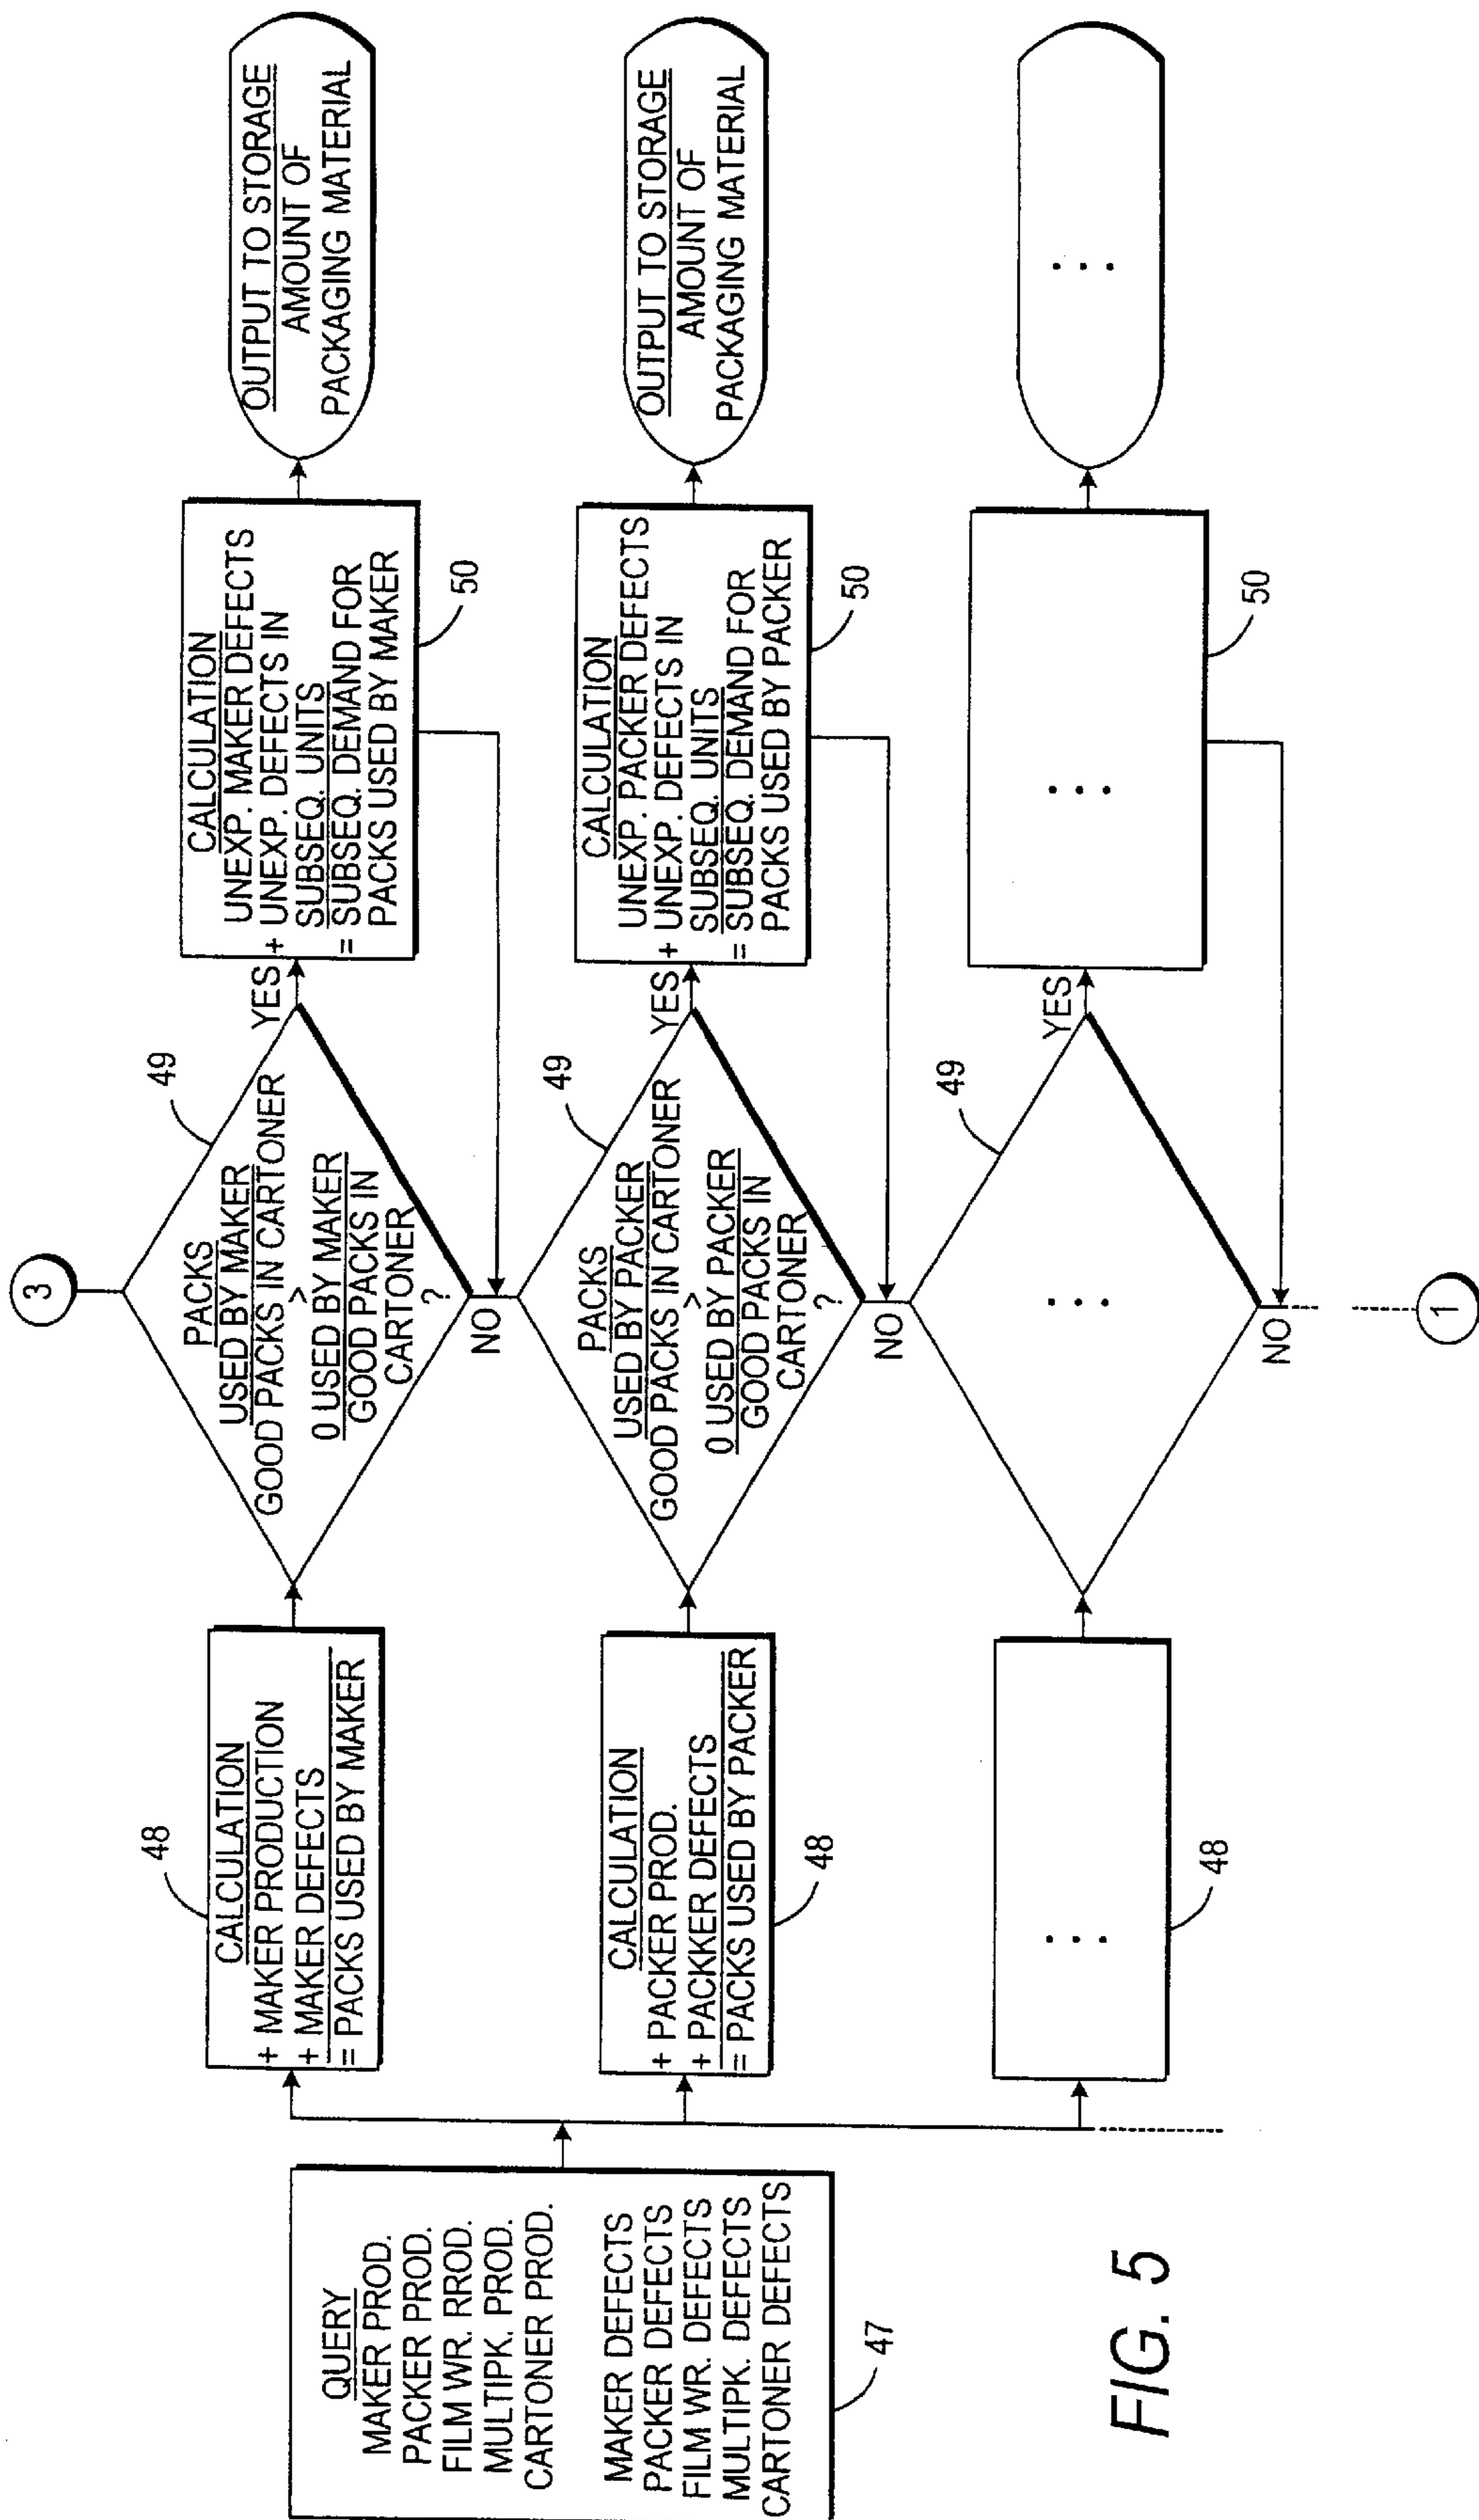 QUERY
MAKER PROD.
PACKER PROD.
FILM WR. RROD.
MULTIPK. PROD.
CARTONER PROD.
MAKER DEFECTS
PACKER DEFECTS
FILM WR. DEFECTS
MULTIPK. DEFECTS
CARTONER DEFECTS
47
48
CALCULATION
+ MAKER PRODUCTION
+ MAKER DEFECTS
= PACKS USED BY MAKER
3
49
PACKS
USED BY MAKER
GOOD PACKS IN CARTONER
>
0 USED BY MAKER
GOOD PACKS IN
CARTONER
?
YES
NO
CALCULATION
UNEXP. MAKER DEFECTS
+ UNEXP. DEFECTS IN
SUBSEQ. UNITS
= SUBSEQ. DEMAND FOR
PACKS USED BY MAKER
50
OUTPUT TO STORAGE
AMOUNT OF
PACKAGING MATERIAL
CALCULATION
+ PACKER PROD.
+ PACKKER DEFECTS
= PACKS USED BY PACKER
48
49
PACKS
USED BY PACKER
GOOD PACKS IN CARTONER
>
0 USED BY PACKER
GOOD PACKS IN
CARTONER
?
YES
NO
CALCULATION
UNEXP. PACKER DEFECTS
+ UNEXP. DEFECTS IN
SUBSEQ. UNITS
= SUBSEQ. DEMAND FOR
PACKS USED BY PACKER
50
OUTPUT TO STORAGE
AMOUNT OF
PACKAGING MATERIAL
...
48
49
...
YES
NO
...
50
...
1
FIG. 5